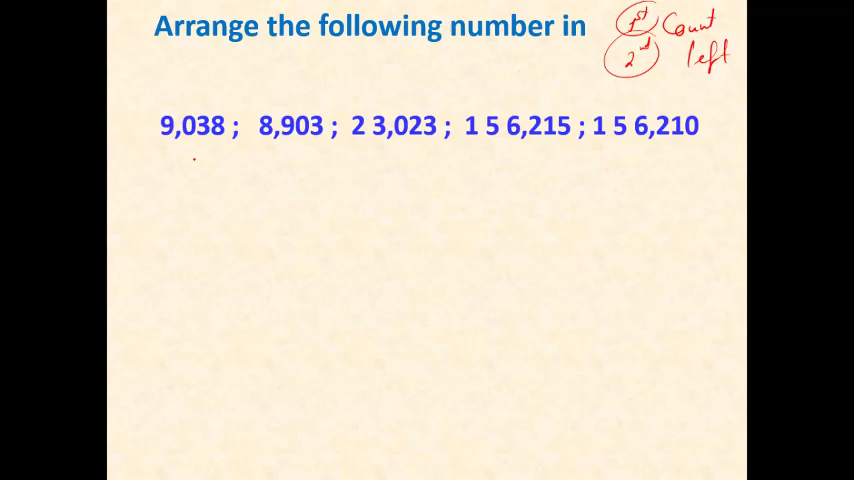 Arrange the following number in
1st Count
2nd left
9,038 ; 8,903 ; 2 3,023 ; 1 5 6,215 ; 1 5 6,210